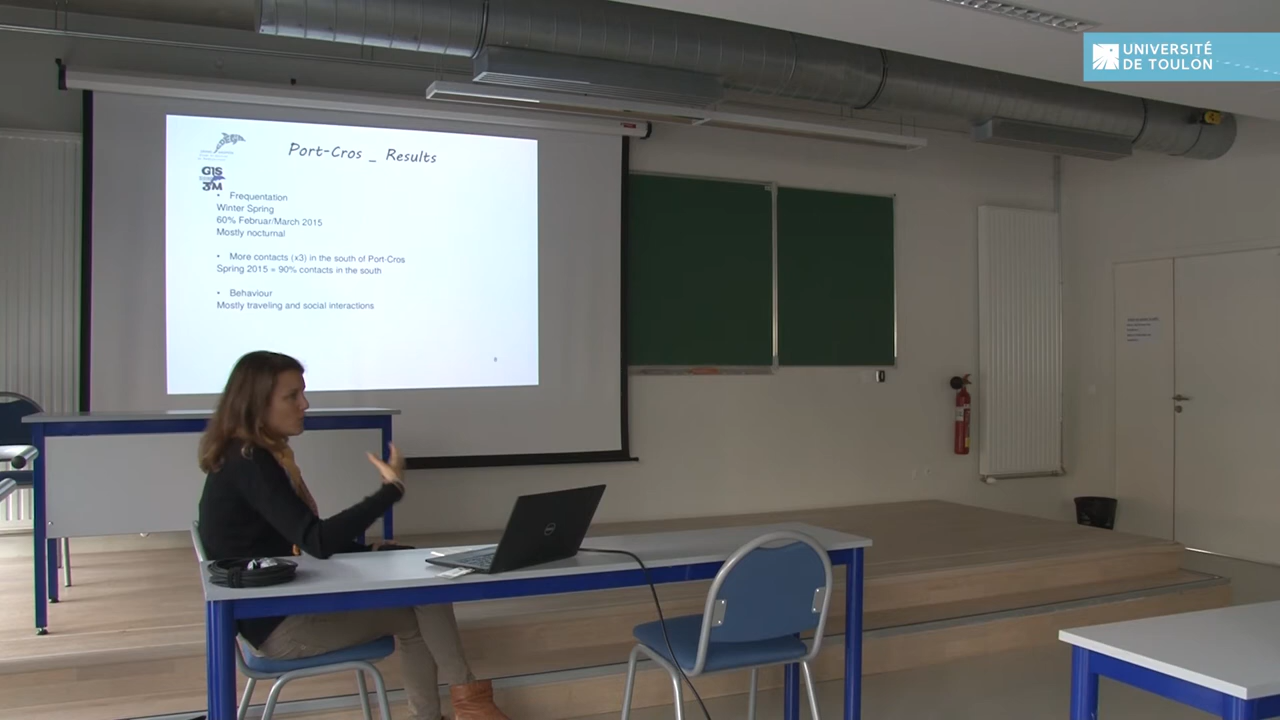 UNIVERSITÉ
DE TOULON
Port-Cros _ Results
GIS
3M
• Frequentation
Winter Spring
60% Februar/March 2015
Mostly nocturnal
• More contacts (x3) in the south of Port-Cros
Spring 2015 = 90% contacts in the south
• Behaviour
Mostly traveling and social interactions
8
DELL